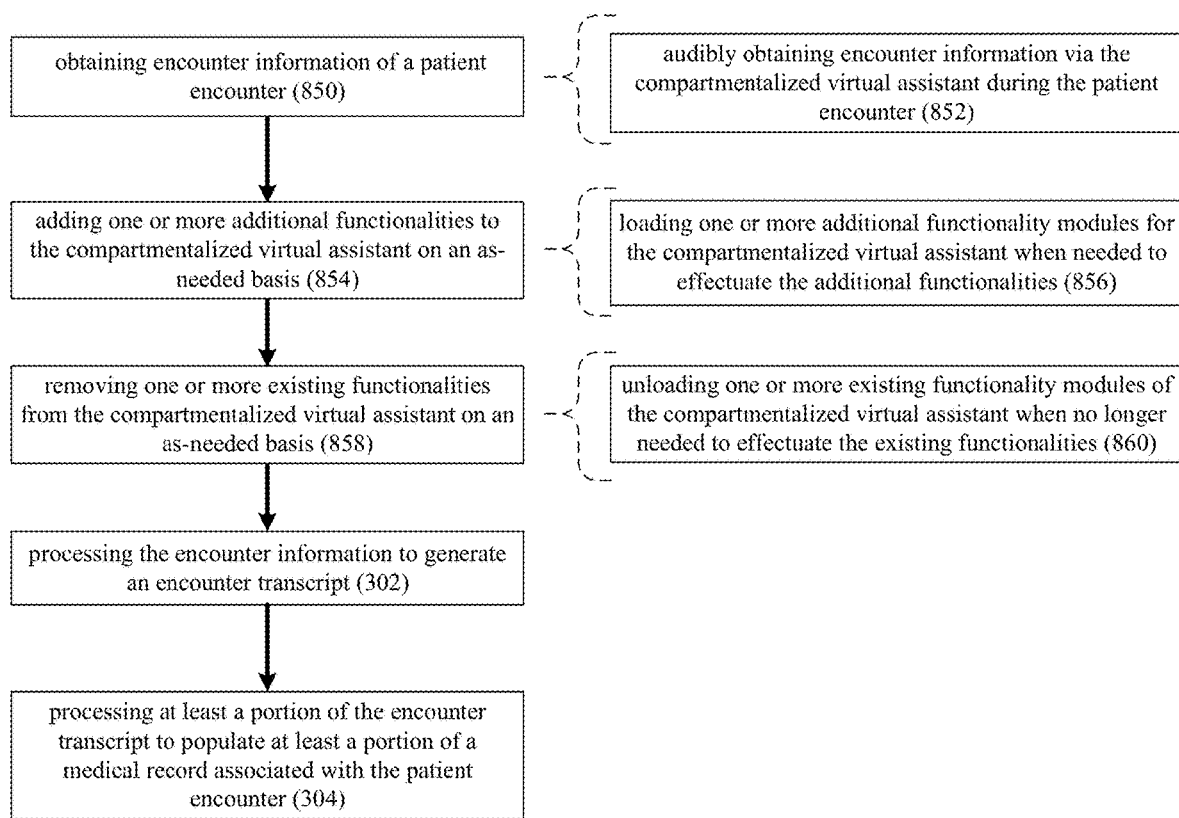 obtaining encounter information of a patient
encounter (850)
audibly obtaining encounter information via the
compartmentalized virtual assistant during the patient
encounter (852)
adding one or more additional functionalities to
the compartmentalized virtual assistant on an as-
needed basis (854)
loading one or more additional functionality modules for
the compartmentalized virtual assistant when needed to
effectuate the additional functionalities (856)
removing one or more existing functionalities
from the compartmentalized virtual assistant on an
as-needed basis (858)
unloading one or more existing functionality modules of
the compartmentalized virtual assistant when no longer
needed to effectuate the existing functionalities (860)
processing the encounter information to generate
an encounter transcript (302)
processing at least a portion of the encounter
transcript to populate at least a portion of a
medical record associated with the patient
encounter (304)